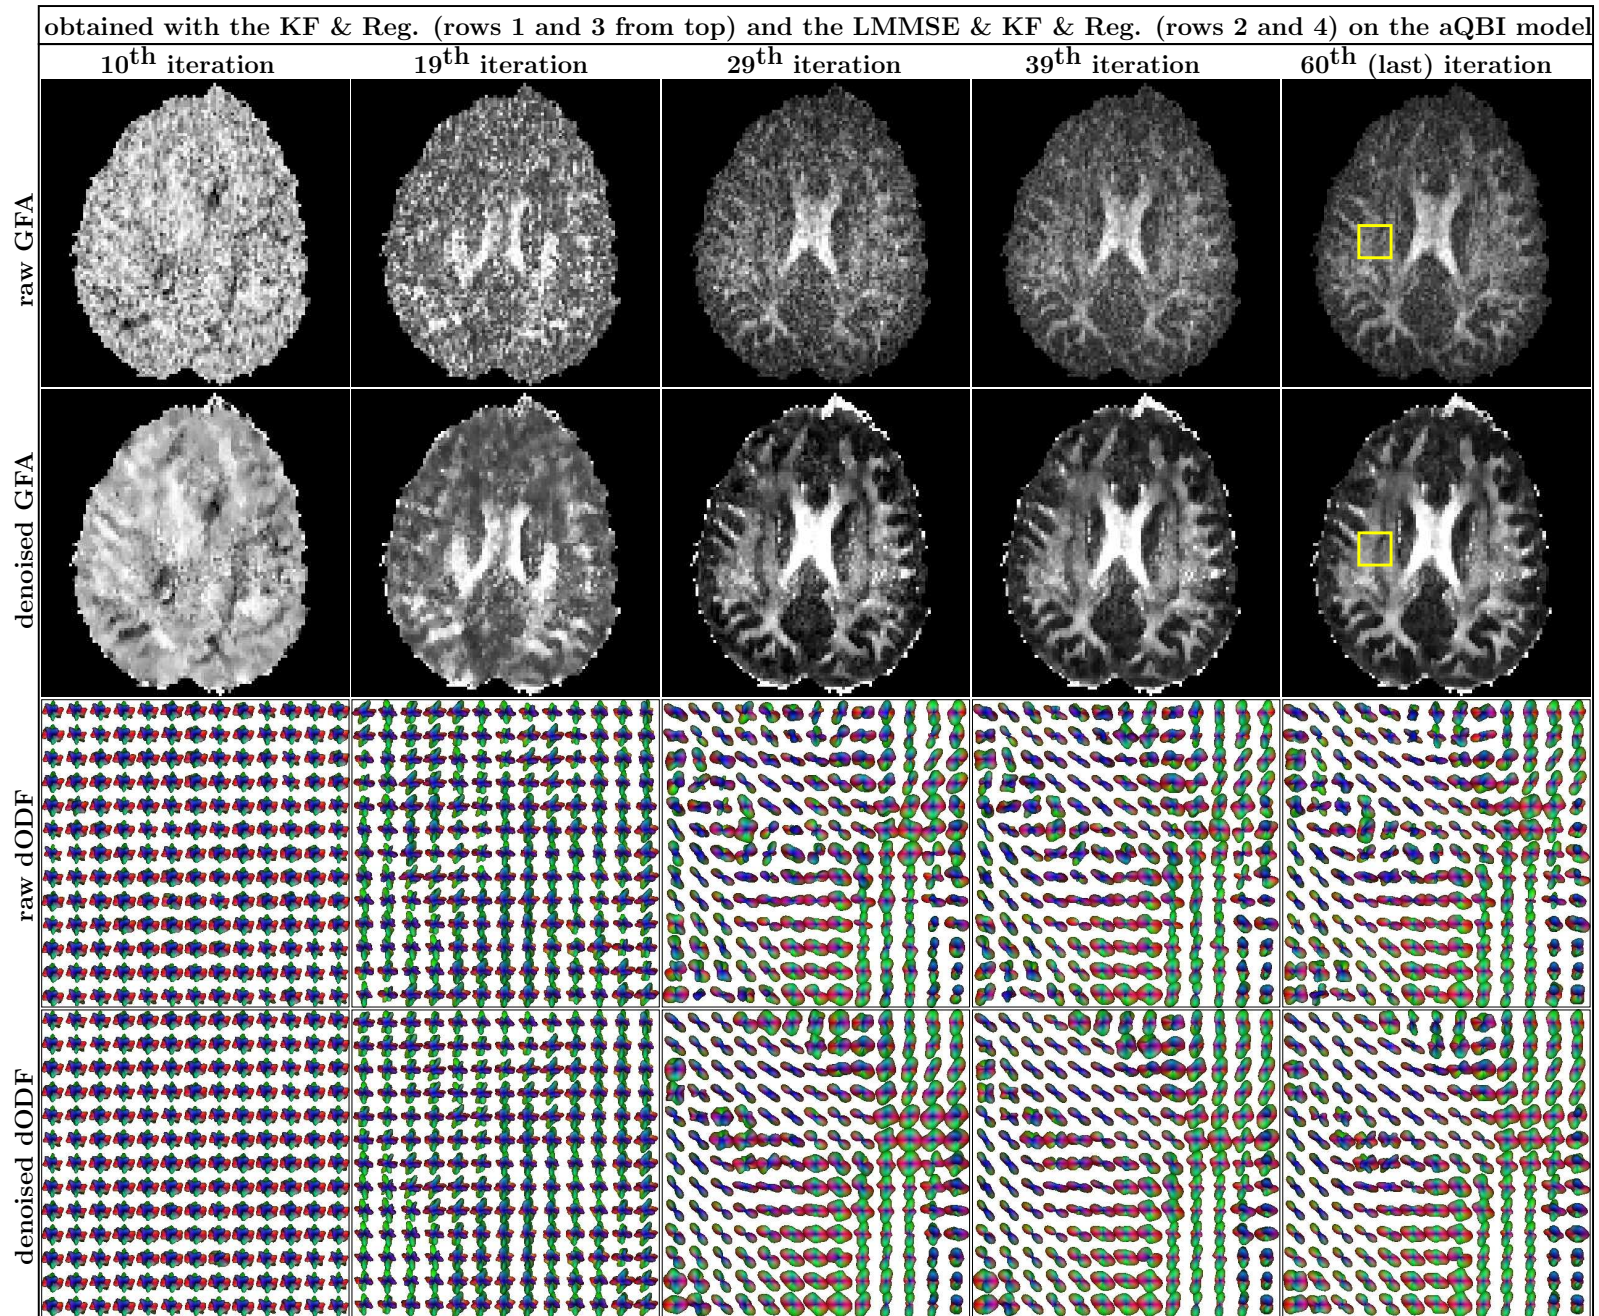 obtained with the KF & Reg. (rows 1 and 3 from top) and the LMMSE & KF & Reg. (rows 2 and 4) on the aQBI model
10th iteration 19th iteration 29th iteration 39th iteration 60th (last) iteration
raw GFA
denoised GFA
raw dODF
denoised dODF